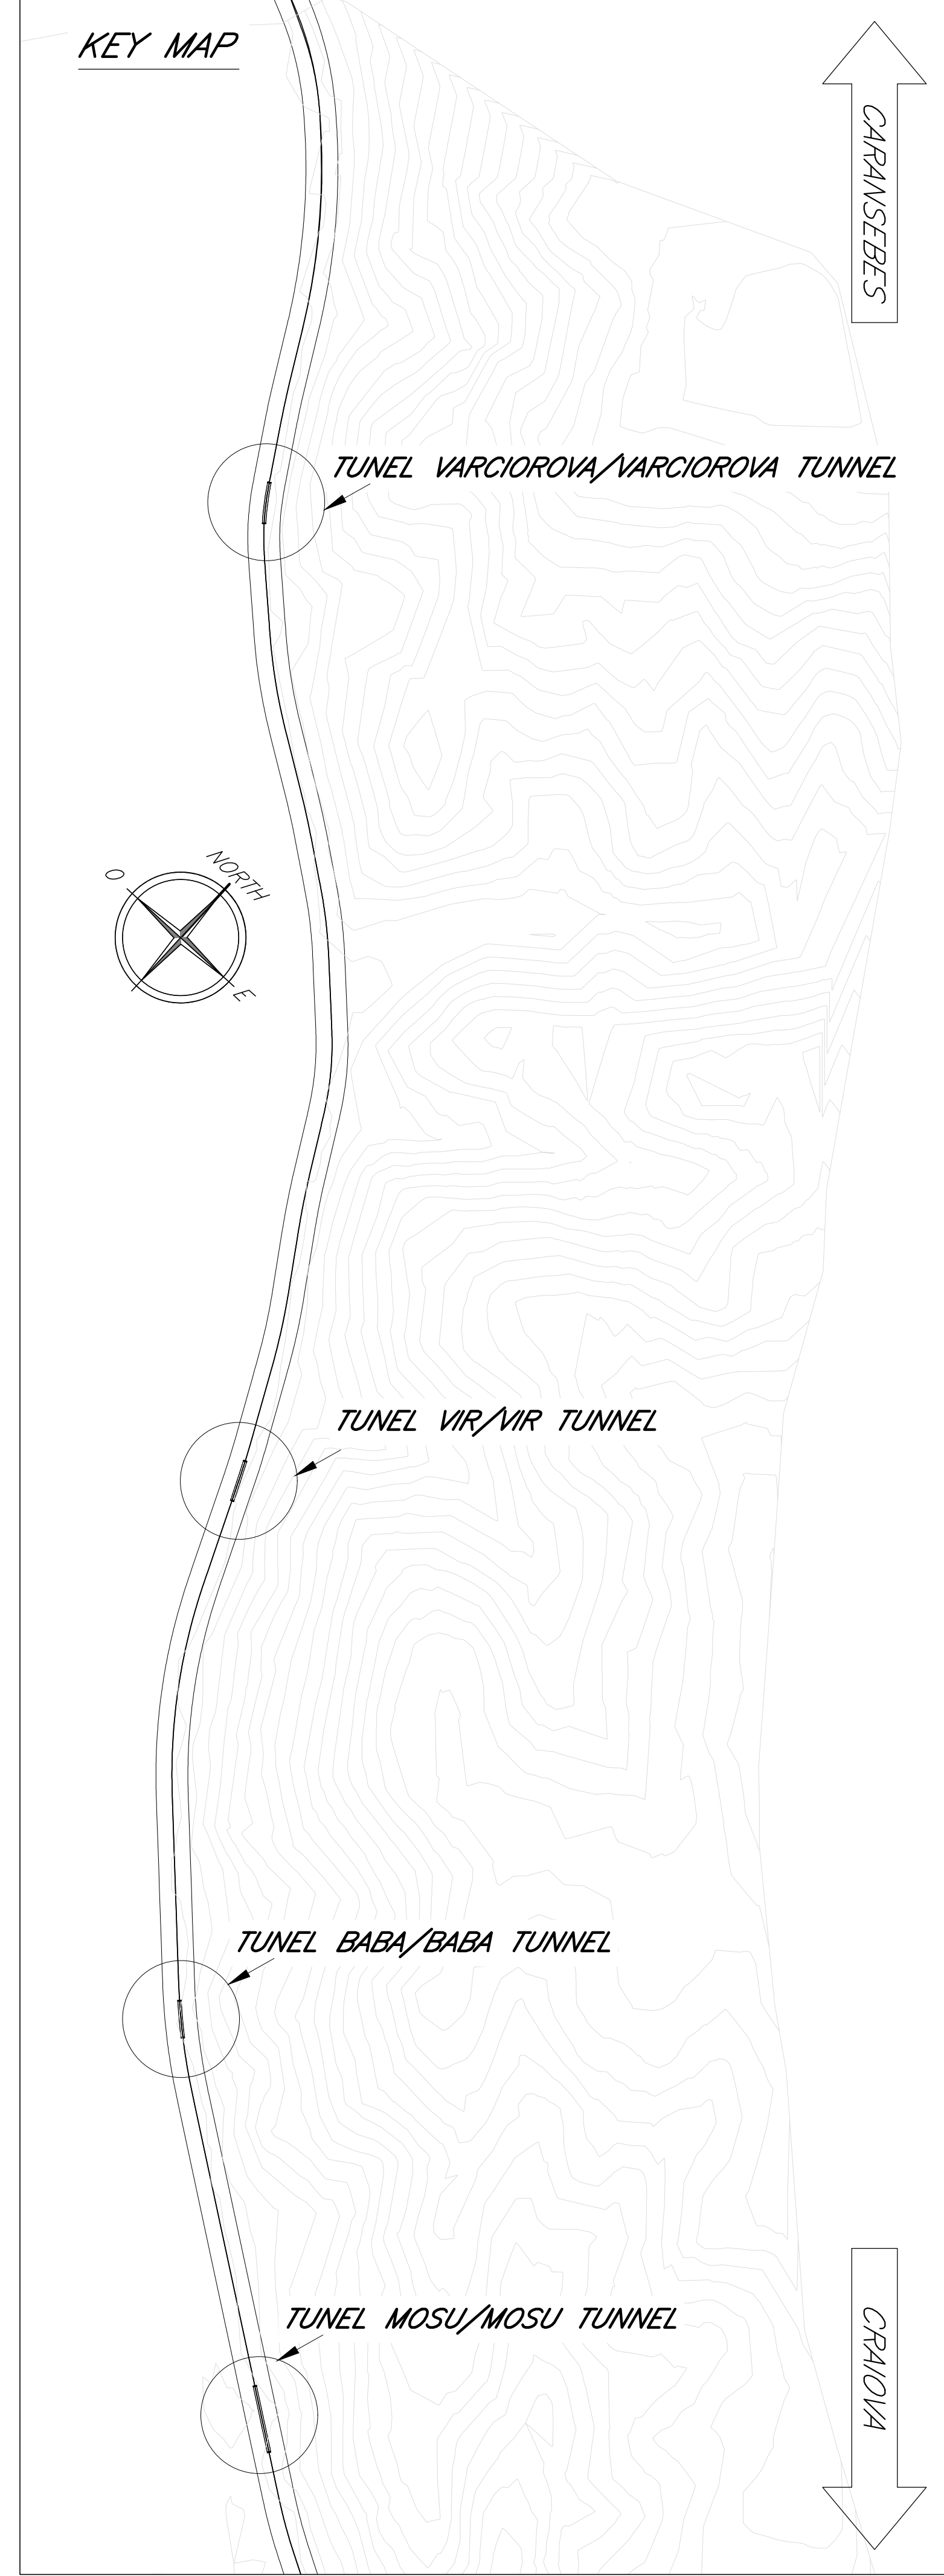 KEY MAP
CARANSEBES
TUNEL VARCIOROVA/VARCIOROVA TUNNEL
NORTH
O
E
TUNEL VIR/VIR TUNNEL
TUNEL BABA/BABA TUNNEL
TUNEL MOSU/MOSU TUNNEL
CRAIOVA